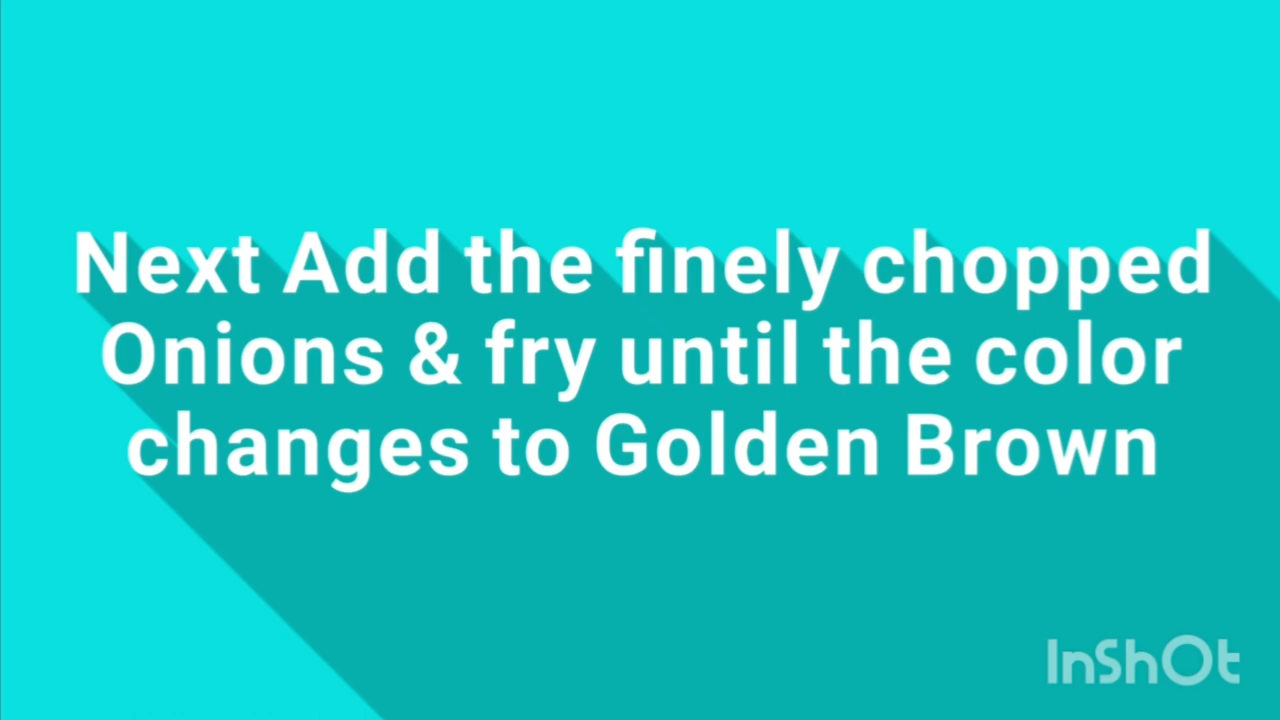 Next Add the finely chopped
Onions & fry until the color
changes to Golden Brown
InShOt